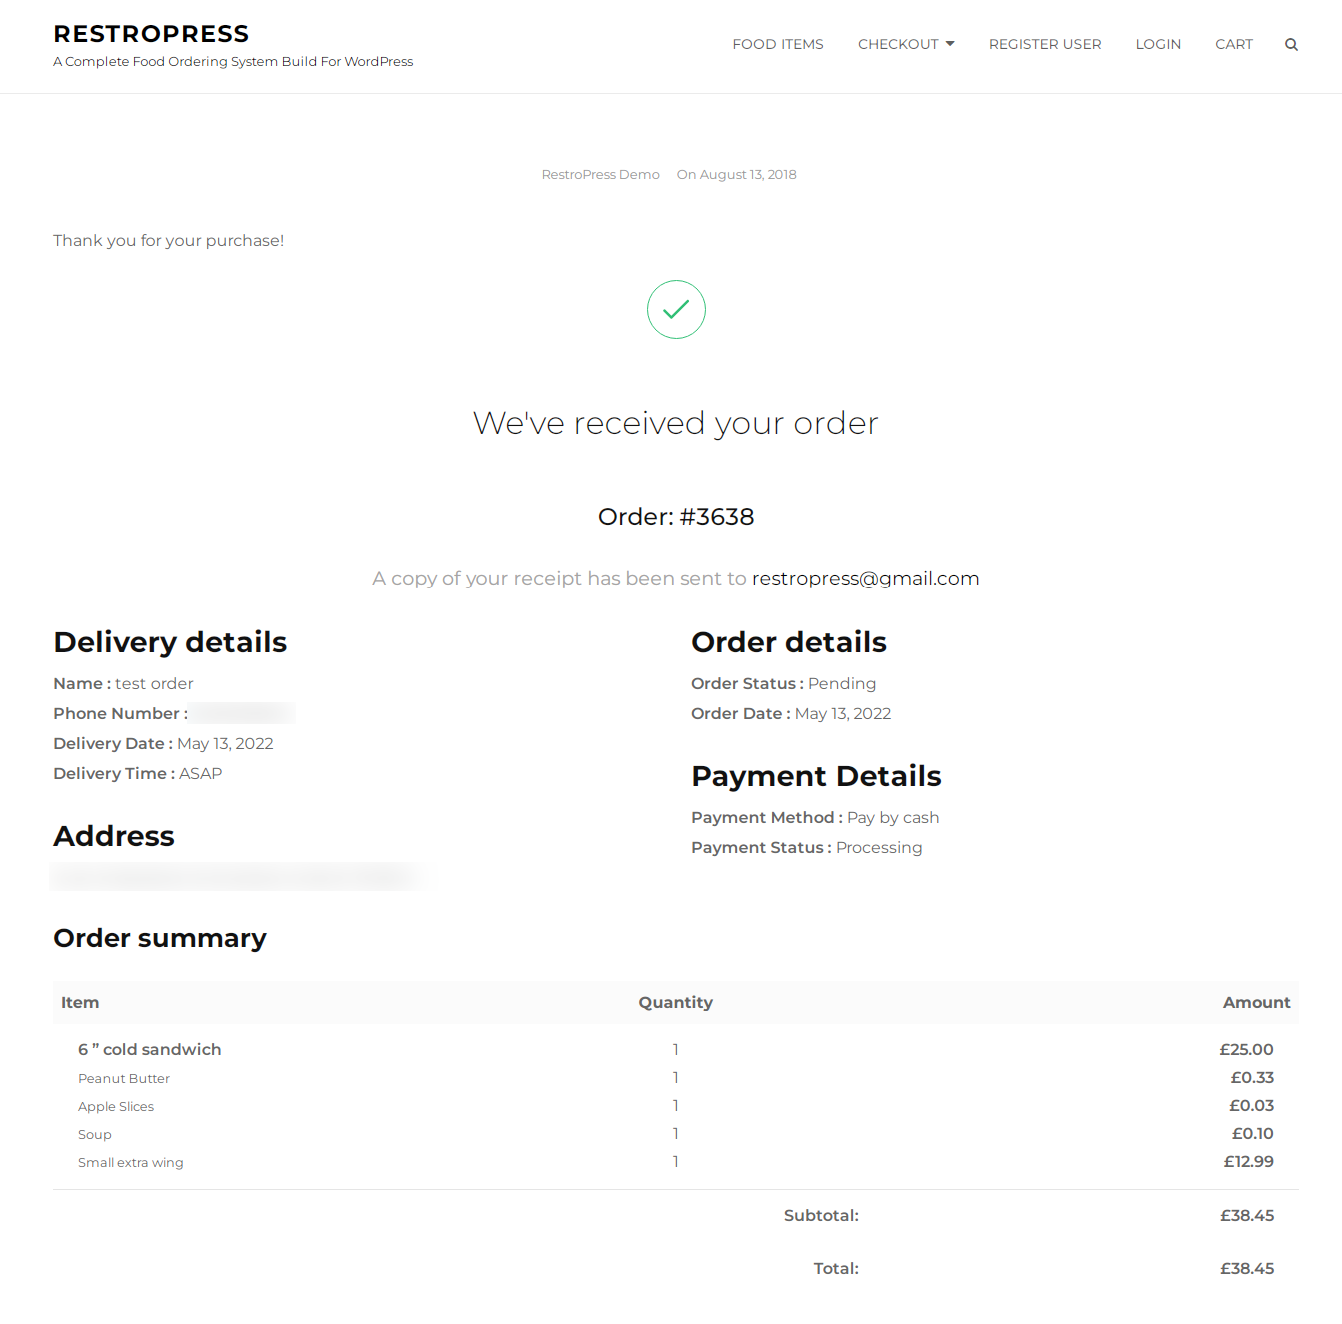 RESTROPRESS
A Complete Food Ordering System Build For WordPress
FOOD ITEMS CHECKOUT REGISTER USER LOGIN CART
RestroPress Demo On August 13, 2018
Thank you for your purchase!
We've received your order
Order: #3638
A copy of your receipt has been sent to restropress@gmail.com
Delivery details
Name : test order
Phone Number :
Delivery Date : May 13, 2022
Delivery Time : ASAP
Address
Order details
Order Status : Pending
Order Date : May 13, 2022
Payment Details
Payment Method : Pay by cash
Payment Status : Processing
Order summary
Item Quantity Amount
6 ” cold sandwich 1 £25.00
Peanut Butter 1 £0.33
Apple Slices 1 £0.03
Soup 1 £0.10
Small extra wing 1 £12.99
Subtotal: £38.45
Total: £38.45